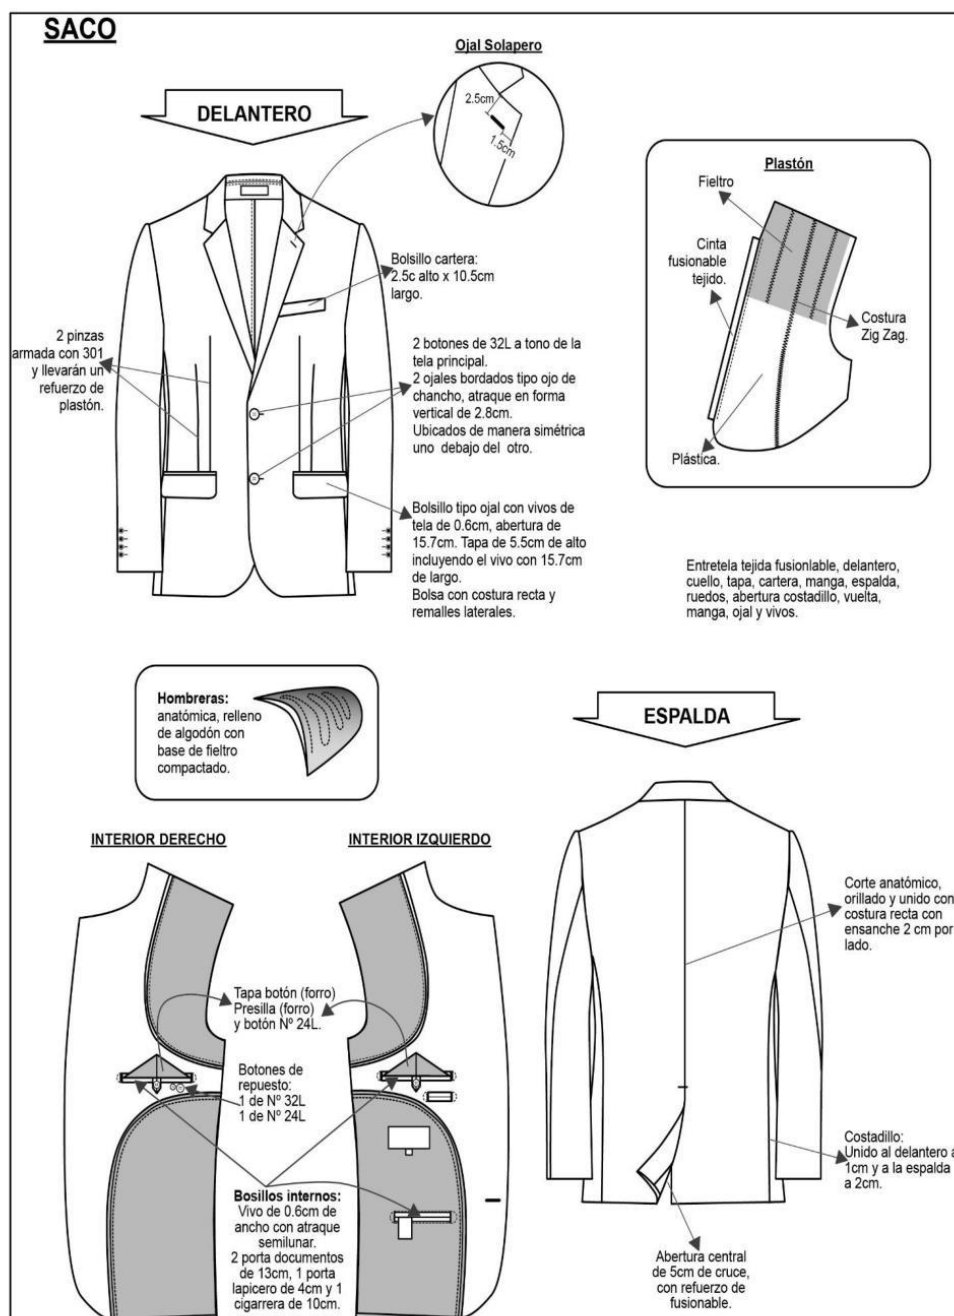 SACO
Ojal Solapero
2.5cm
1.5cm
DELANTERO
Plastón
Fieltro
Cinta
fusionable
tejido.
Costura
Zig Zag.
Plástica.
Bolsillo cartera:
2.5c alto x 10.5cm
largo.
2 pinzas
armada con 301
y llevarán un
refuerzo de
plastón.
2 botones de 32L a tono de la
tela principal.
2 ojales bordados tipo ojo de
chancho, atraque en forma
vertical de 2.8cm.
Ubicados de manera simétrica
uno debajo del otro.
Bolsillo tipo ojal con vivos de
tela de 0.6cm, abertura de
15.7cm. Tapa de 5.5cm de alto
incluyendo el vivo con 15.7cm
de largo.
Bolsa con costura recta y
remalles laterales.
Entretela tejida fusionlable, delantero,
cuello, tapa, cartera, manga, espalda,
ruedos, abertura costadillo, vuelta,
manga, ojal y vivos.
Hombreras:
anatómica, relleno
de algodón con
base de fieltro
compactado.
ESPALDA
INTERIOR DERECHO
INTERIOR IZQUIERDO
Tapa botón (forro)
Presilla (forro)
y botón Nº 24L.
Botones de
repuesto:
1 de Nº 32L
1 de Nº 24L
Bosillos internos:
Vivo de 0.6cm de
ancho con atraque
semilunar.
2 porta documentos
de 13cm, 1 porta
lapicero de 4cm y 1
cigarrera de 10cm.
Corte anatómico,
orillado y unido con
costura recta con
ensanche 2 cm por
lado.
Costadillo:
Unido al delantero a
1cm y a la espalda
a 2cm.
Abertura central
de 5cm de cruce,
con refuerzo de
fusionable.